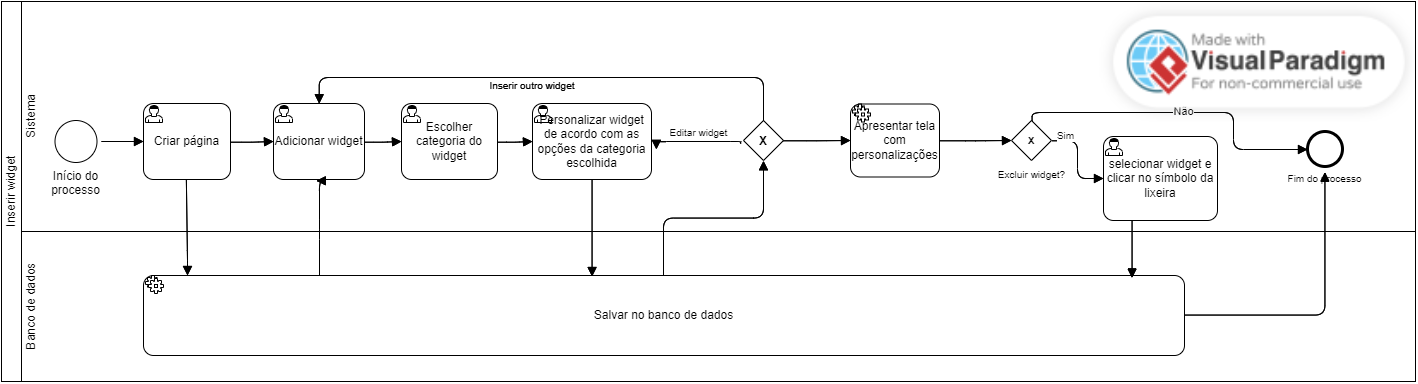 Made with
Visual Paradigm
For non-commercial use
Inserir widget
Sistema
Início do
processo
Criar página
Adicionar widget
Escolher
categoria do
widget
Personalizar widget
de acordo com as
opções da categoria
escolhida
Inserir outro widget
Editar widget
X
Apresentar tela
com
personalizações
X
Excluir widget?
Sim
Não
selecionar widget e
clicar no símbolo da
lixeira
Fim do processo
Banco de dados
Salvar no banco de dados